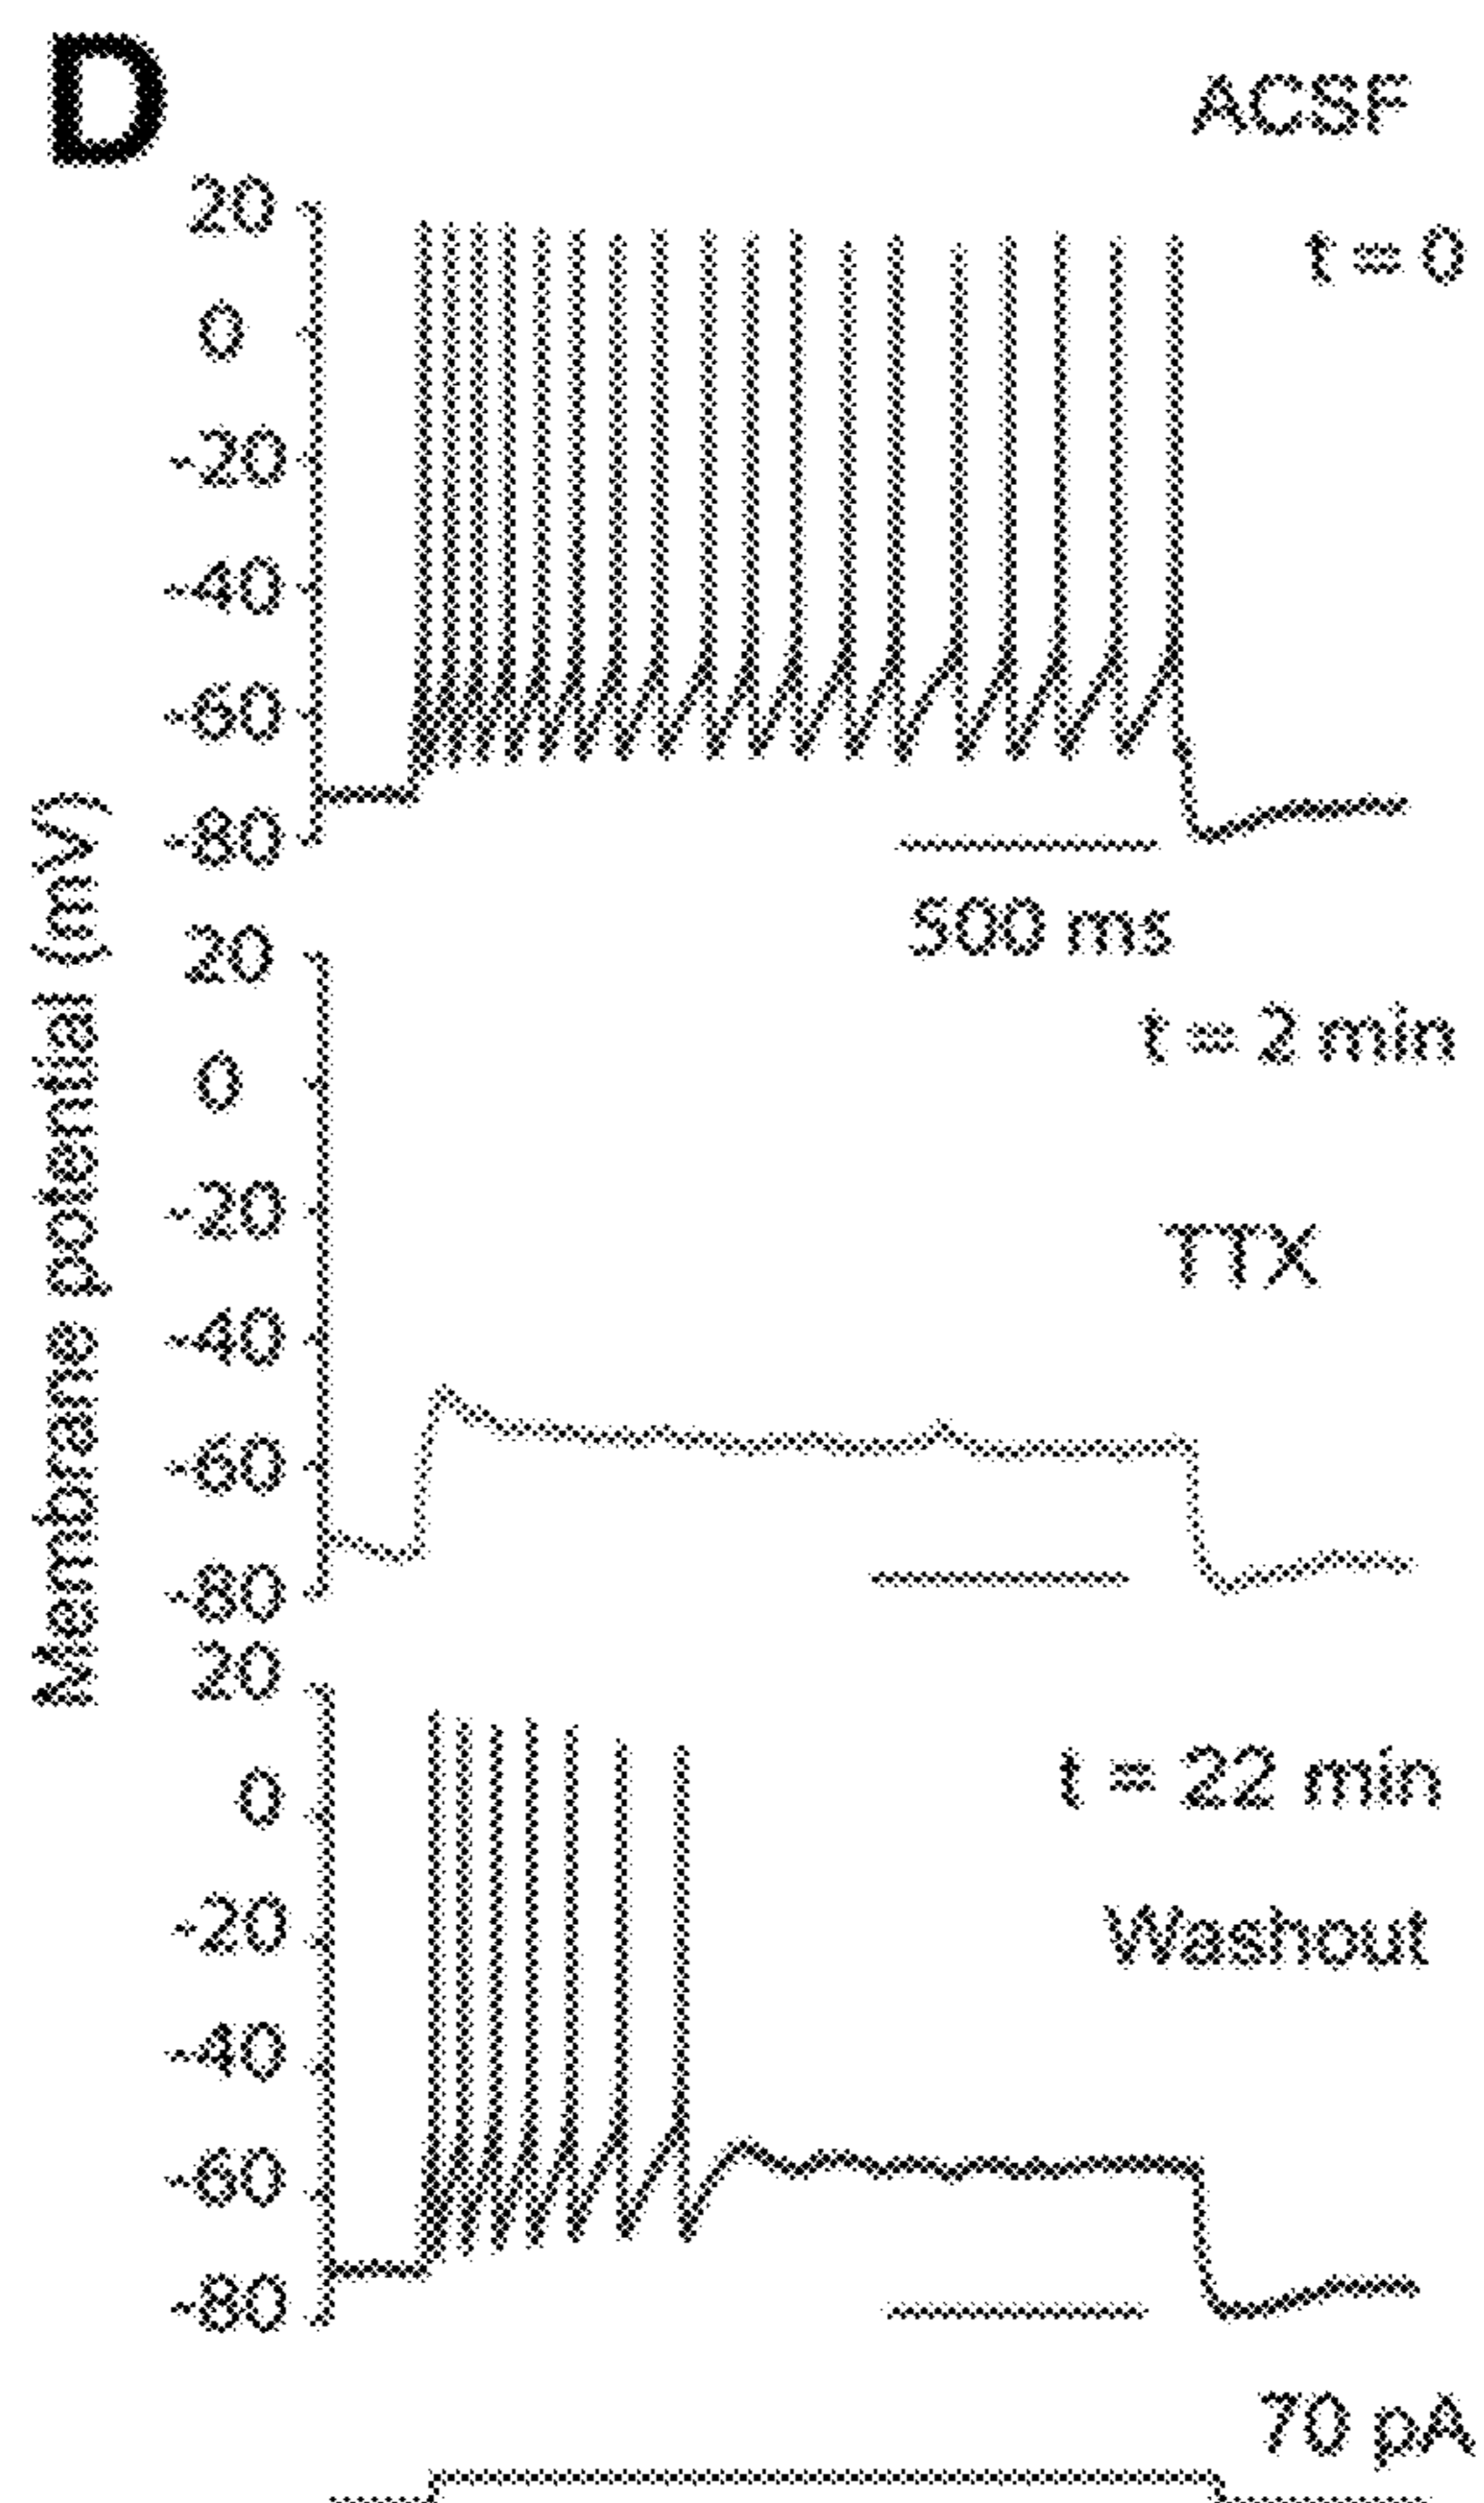 D
ACSF
20
t = 0
0
-20
-40
-60
-80
500 ms
20
t = 2 min
0
-20
TTX
-40
-60
-80
Membrane potential (mV)
20
t = 22 min
0
-20
Washout
-40
-60
-80
70 pA